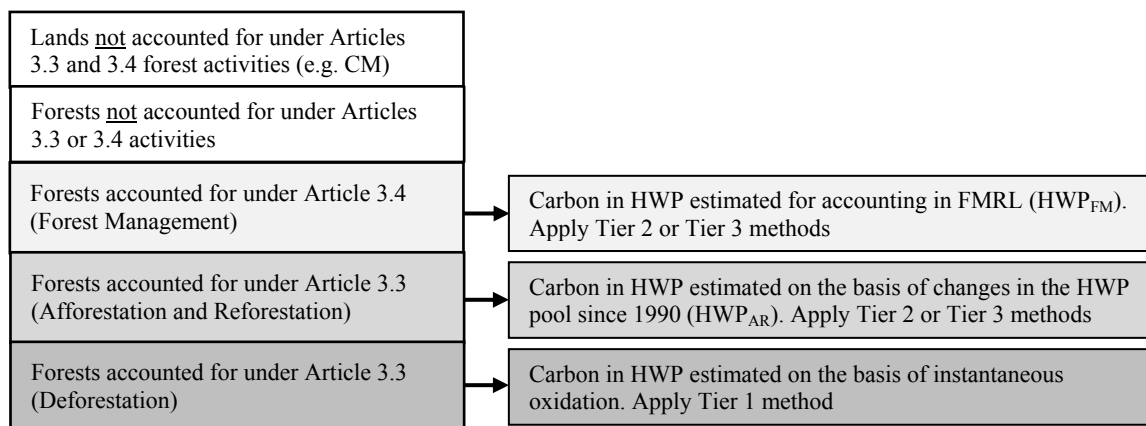 Lands not accounted for under Articles
3.3 and 3.4 forest activities (e.g. CM)
Forests not accounted for under Articles
3.3 or 3.4 activities
Forests accounted for under Article 3.4
(Forest Management)
Carbon in HWP estimated for accounting in FMRL (HWPFM).
Apply Tier 2 or Tier 3 methods
Forests accounted for under Article 3.3
(Afforestation and Reforestation)
Carbon in HWP estimated on the basis of changes in the HWP
pool since 1990 (HWPAR). Apply Tier 2 or Tier 3 methods
Forests accounted for under Article 3.3
(Deforestation)
Carbon in HWP estimated on the basis of instantaneous
oxidation. Apply Tier 1 method